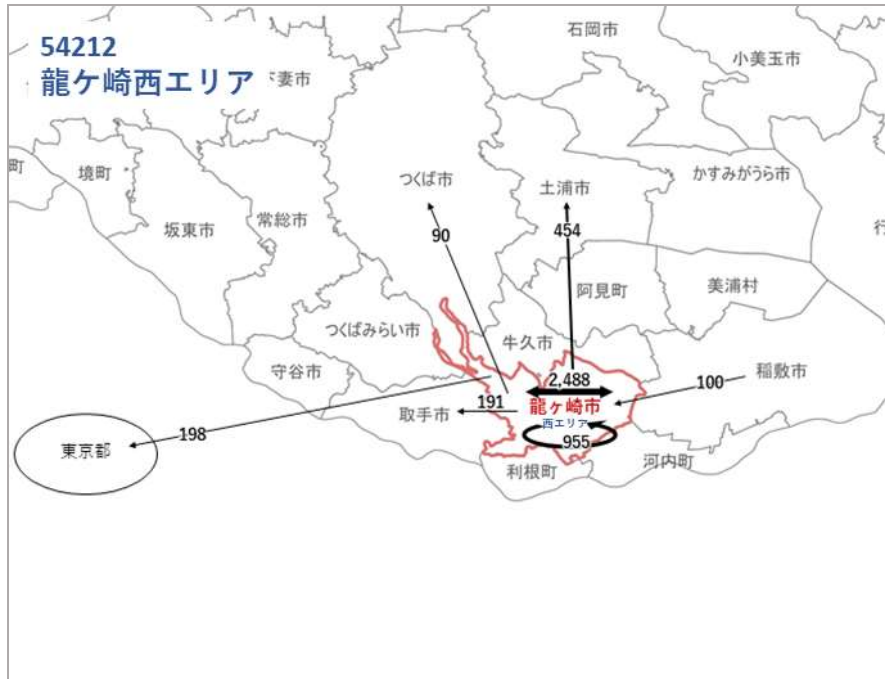 54212
龍ケ崎西エリア
下妻市
石岡市
小美玉市
町
境町
つくば市
土浦市
かすみがうら市
坂東市
常総市
行
90
454
阿見町
美浦村
つくばみらい市
牛久市
守谷市
稲敷市
2,488
100
191
龍ヶ崎市
取手市
西エリア
198
955
東京都
利根町
河内町